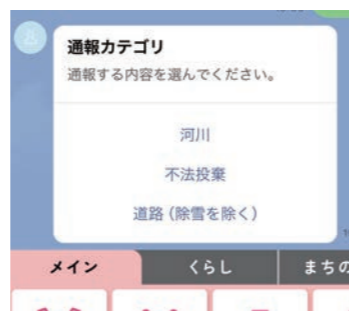 通報カテゴリ
通報する内容を選んでください。
河川
不法投棄
道路（除雪を除く）
メイン
くらし
まちの